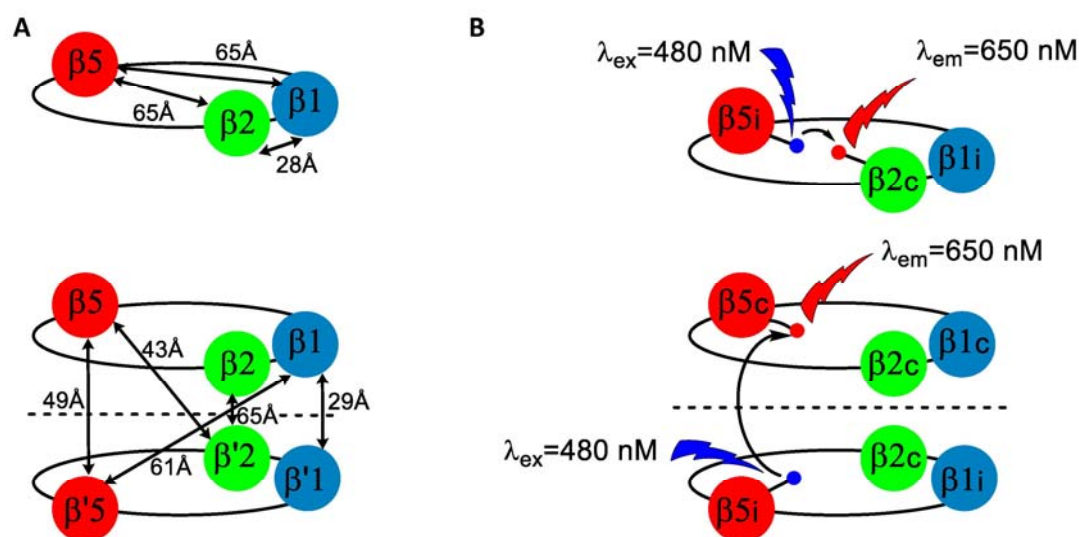 A
β5
65Å
65Å
β1
β2
28Å
β5
43Å
β2
β1
49Å
65Å
29Å
61Å
β'2
β'1
β'5
B
λex=480 nM
λem=650 nM
β5i
β2c
β1i
λem=650 nM
β5c
β2c
β1c
λex=480 nM
β2c
β1i
β5i